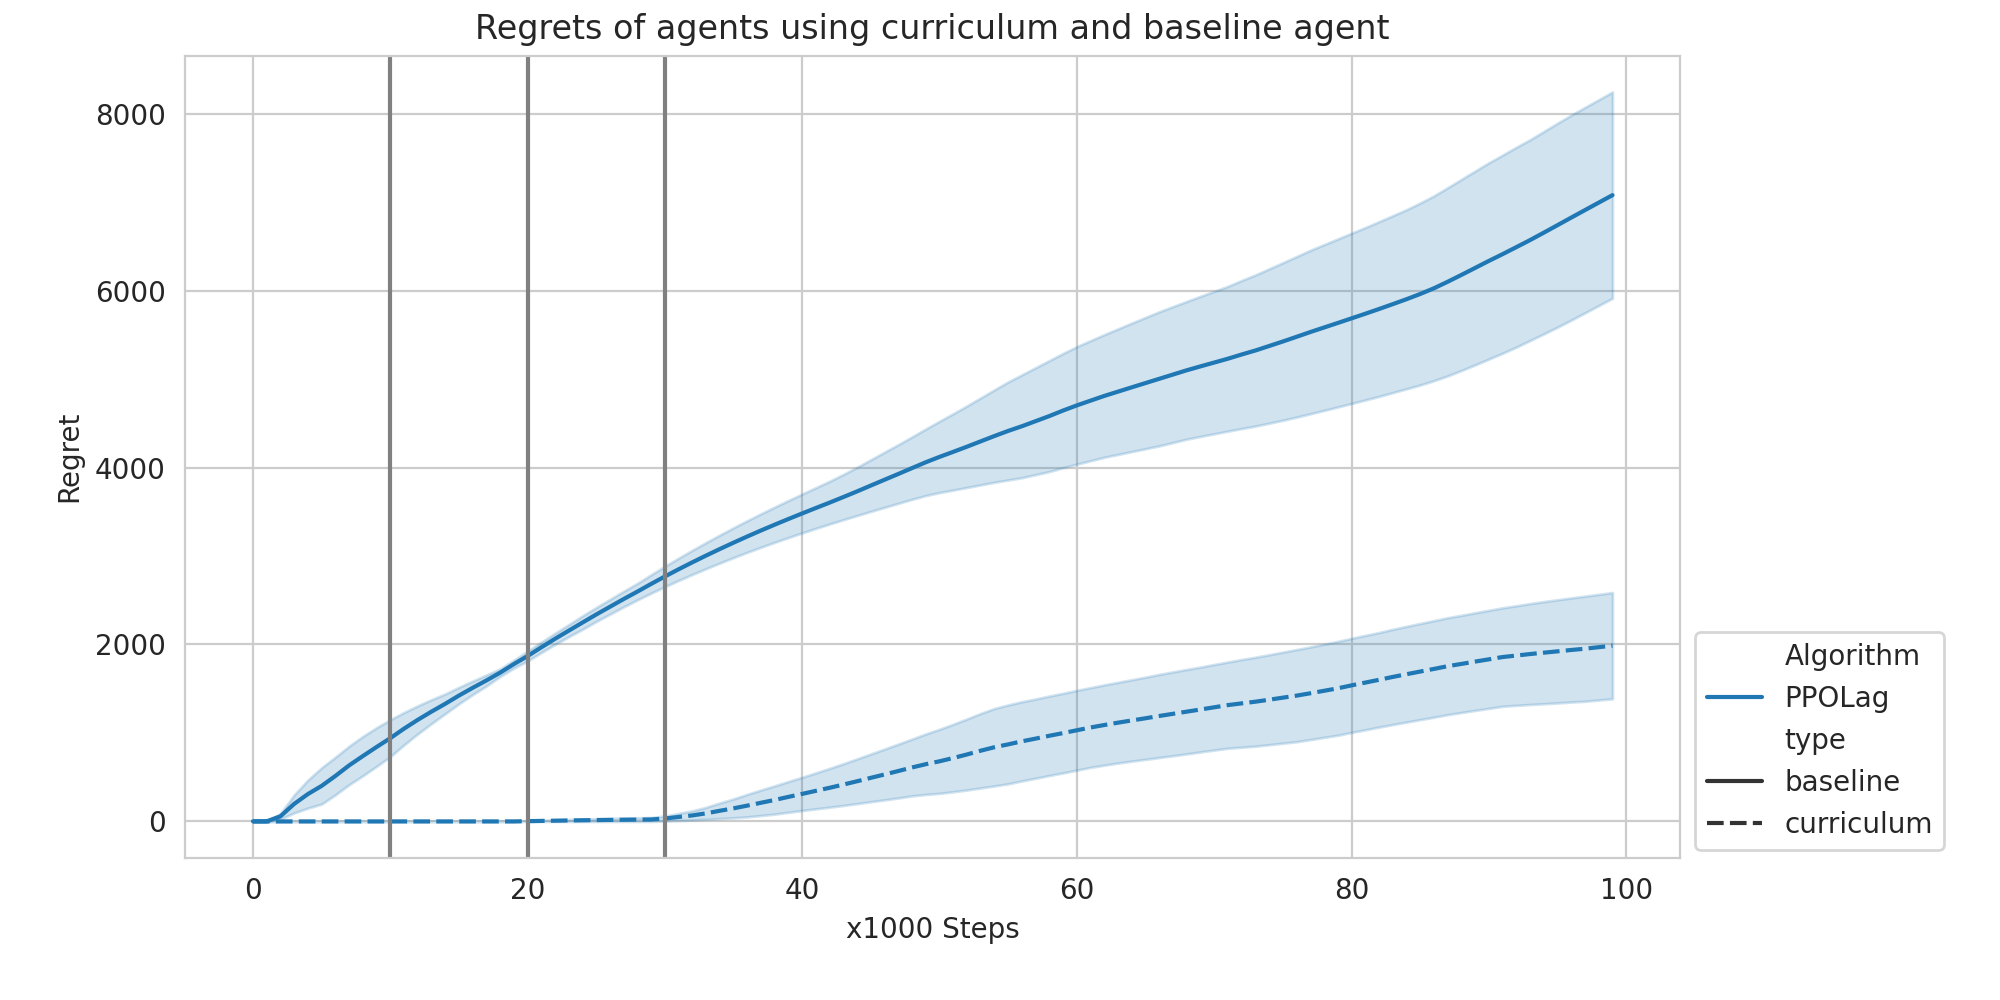 Regrets of agents using curriculum and baseline agent
8000
6000
4000
2000
0
Regret
0 20 40 60 80 100
x1000 Steps
Algorithm
PPOLag
type
baseline
curriculum